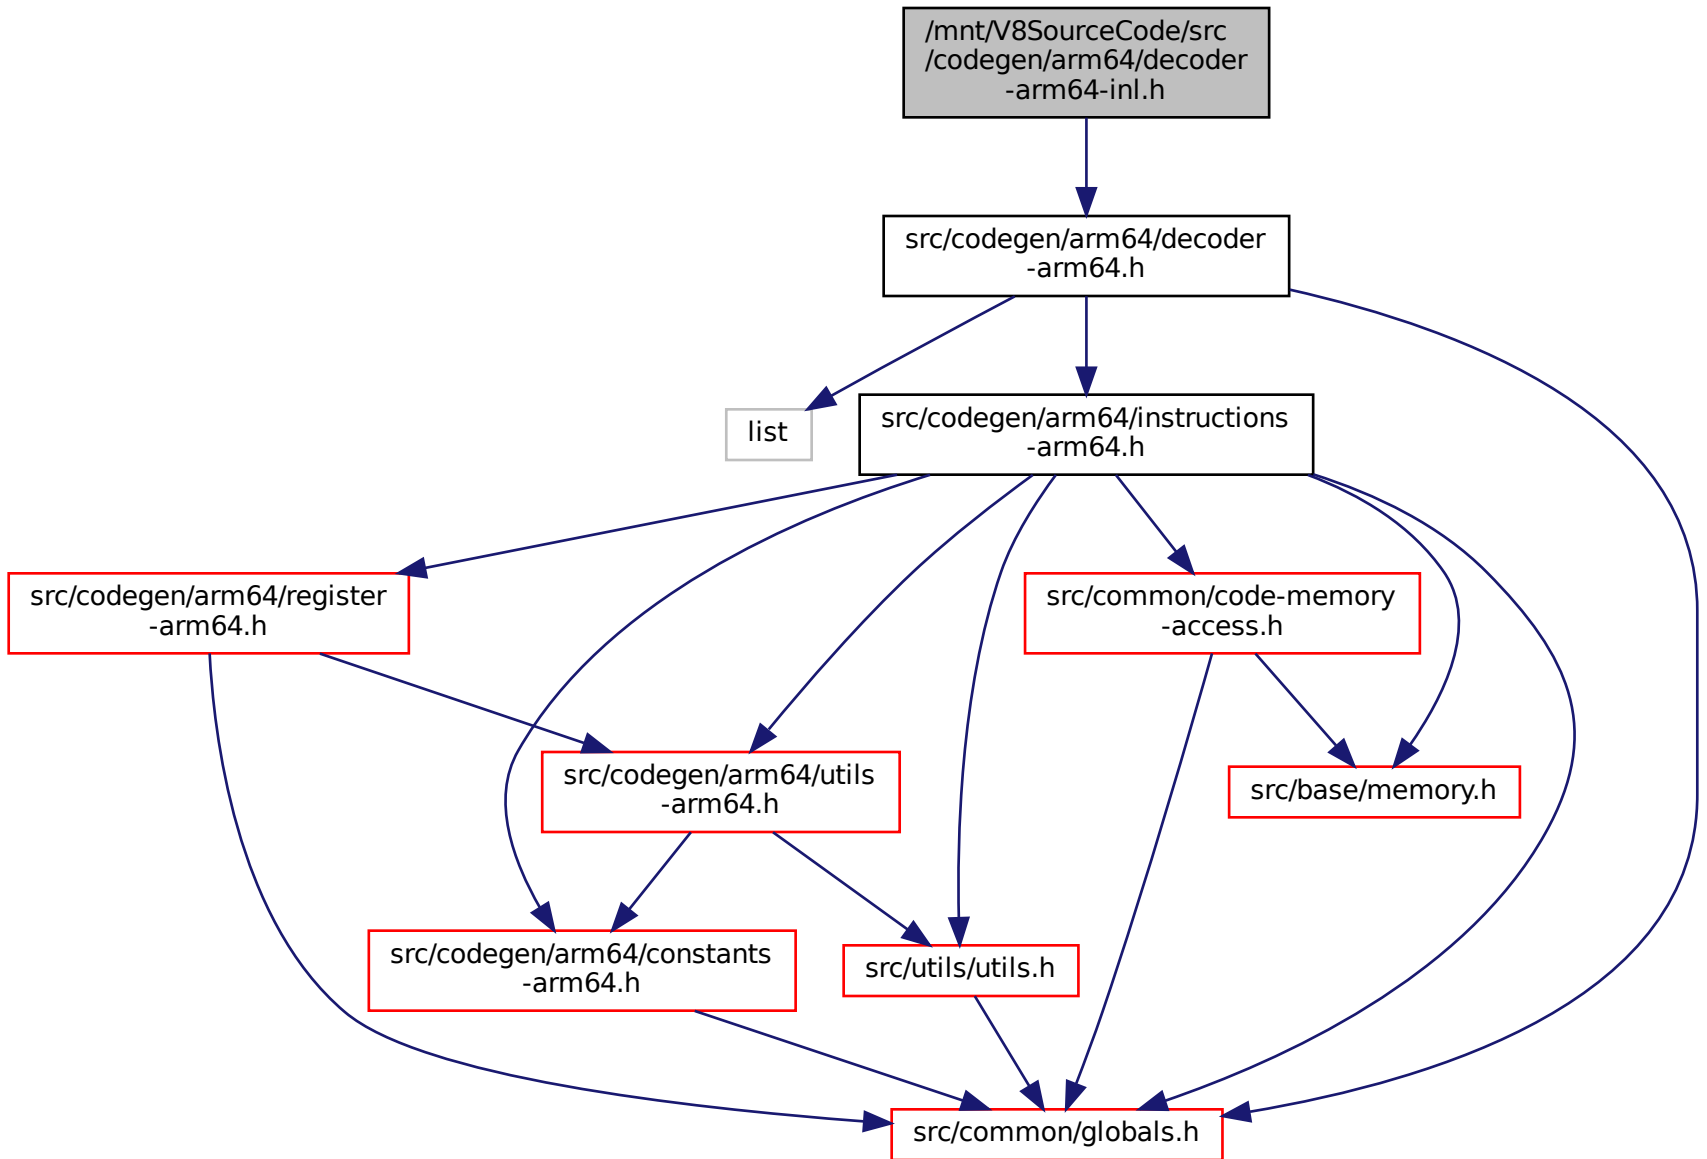 /mnt/V8SourceCode/src
/codegen/arm64/decoder
-arm64-inl.h
src/codegen/arm64/decoder
-arm64.h
list
src/codegen/arm64/instructions
-arm64.h
src/codegen/arm64/register
-arm64.h
src/common/code-memory
-access.h
src/codegen/arm64/utils
-arm64.h
src/base/memory.h
src/codegen/arm64/constants
-arm64.h
src/utils/utils.h
src/common/globals.h